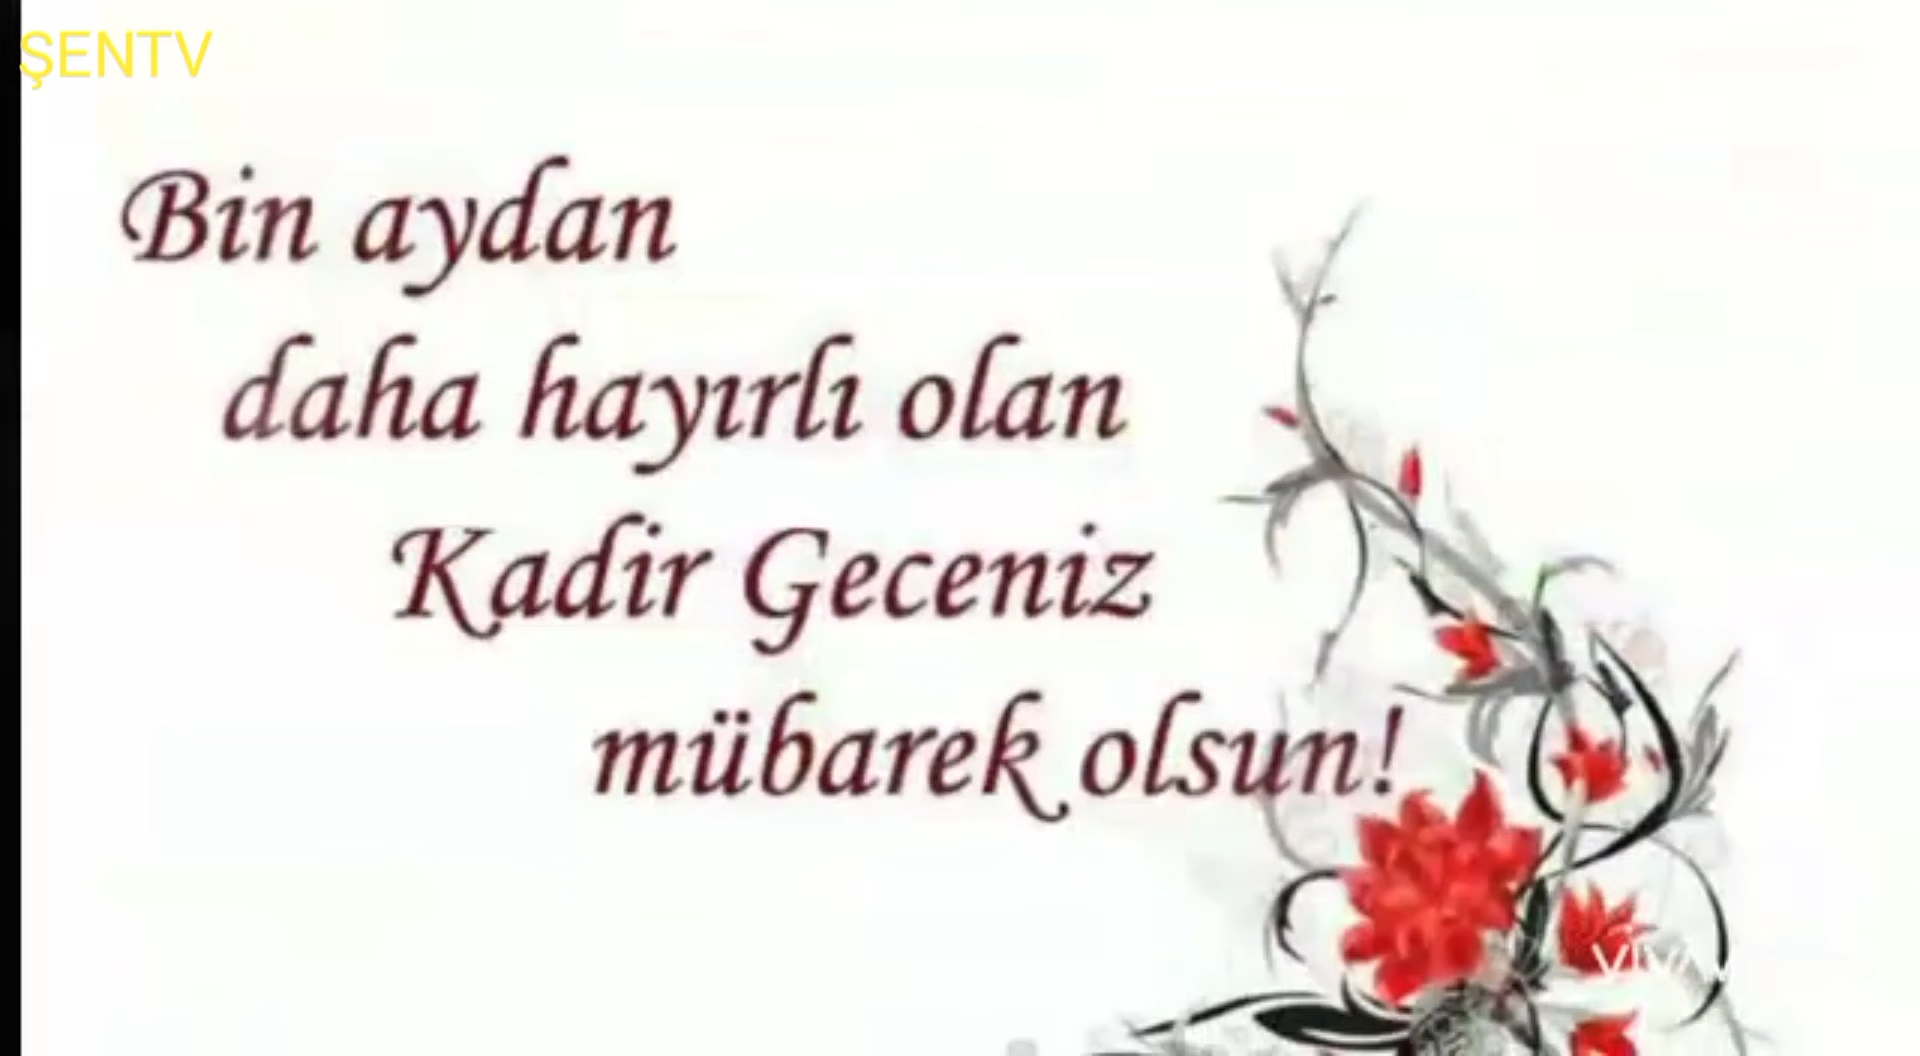 ŞENTV
Bin aydan
daha hayırlı olan
Kadir Geceniz
mübarek olsun!